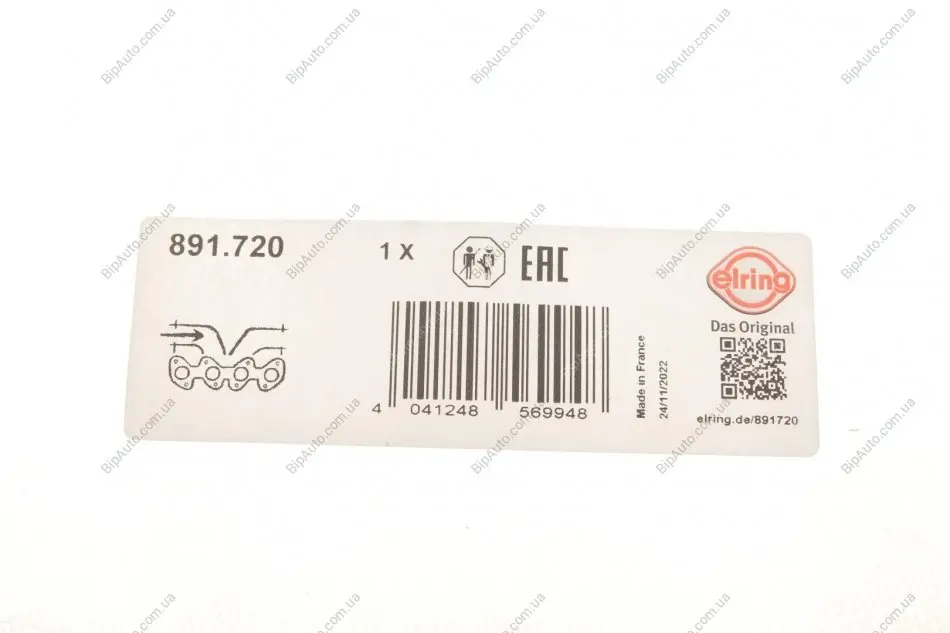 891.720
1 X
EAC
elring
Das Original
4 041248 569948
Made in France
24/11/2022
elring.de/891720
BipAuto.com.ua